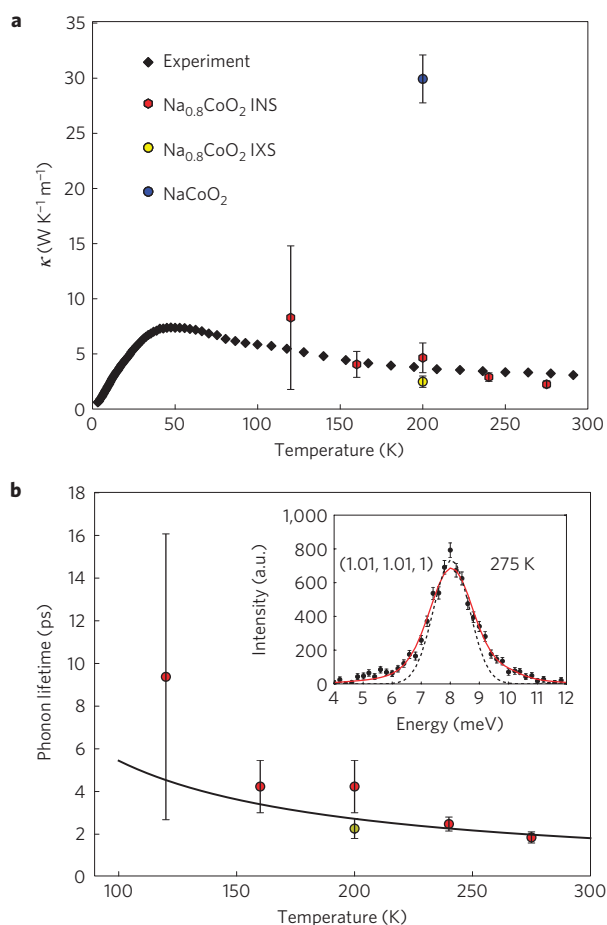 a
35
30
25
20
15
10
5
0
κ (W K⁻¹ m⁻¹)
Experiment
Na₀.₈CoO₂ INS
Na₀.₈CoO₂ IXS
NaCoO₂
0 50 100 150 200 250 300
Temperature (K)
b
18
16
14
12
10
8
6
4
2
0
Phonon lifetime (ps)
100 150 200 250 300
Temperature (K)
1,000
800
600
400
200
0
Intensity (a.u.)
(1.01, 1.01, 1) 275 K
4 5 6 7 8 9 10 11 12
Energy (meV)